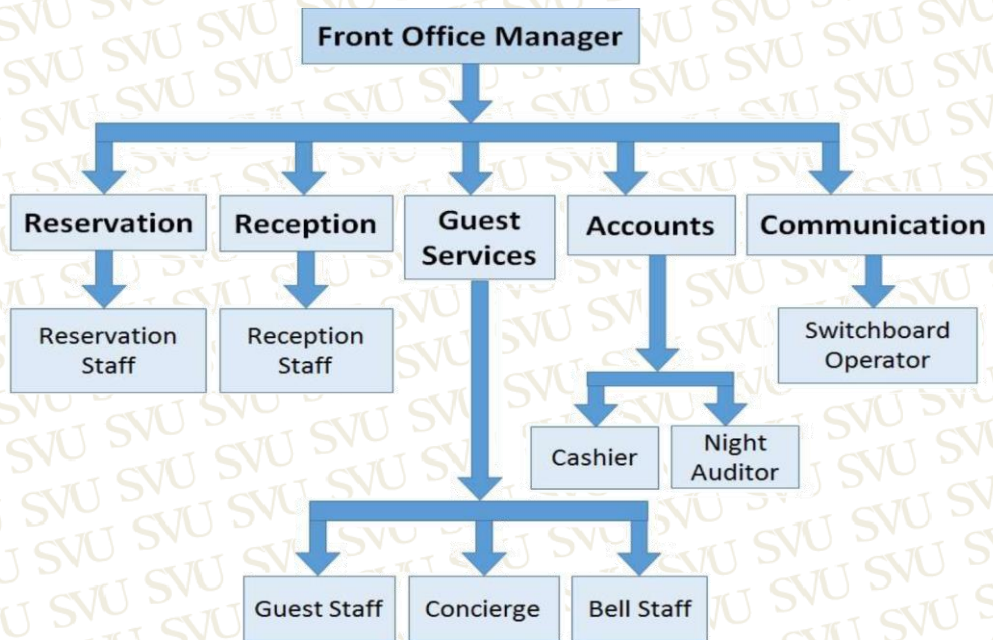 Front Office Manager
Reservation
Reception
Guest
Services
Accounts
Communication
Reservation
Staff
Reception
Staff
Switchboard
Operator
Cashier
Night
Auditor
Guest Staff
Concierge
Bell Staff
SVU